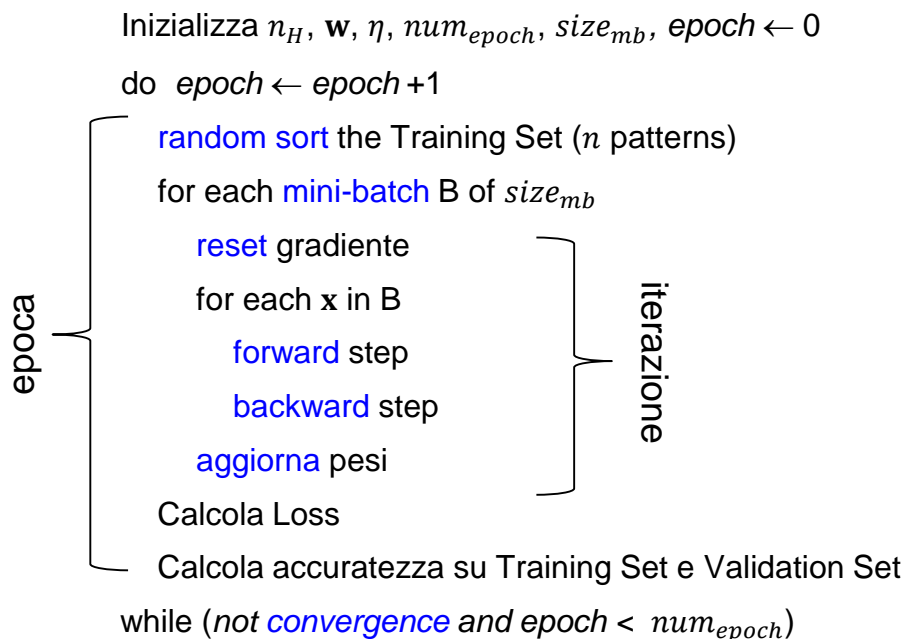 Inizializza n_H, w, η, num_epoch, size_mb, epoch ← 0
do epoch ← epoch +1
random sort the Training Set (n patterns)
for each mini-batch B of size_mb
reset gradiente
for each x in B
forward step
backward step
aggiorna pesi
Calcola Loss
Calcola accuratezza su Training Set e Validation Set
while (not convergence and epoch < num_epoch)
epoca
iterazione